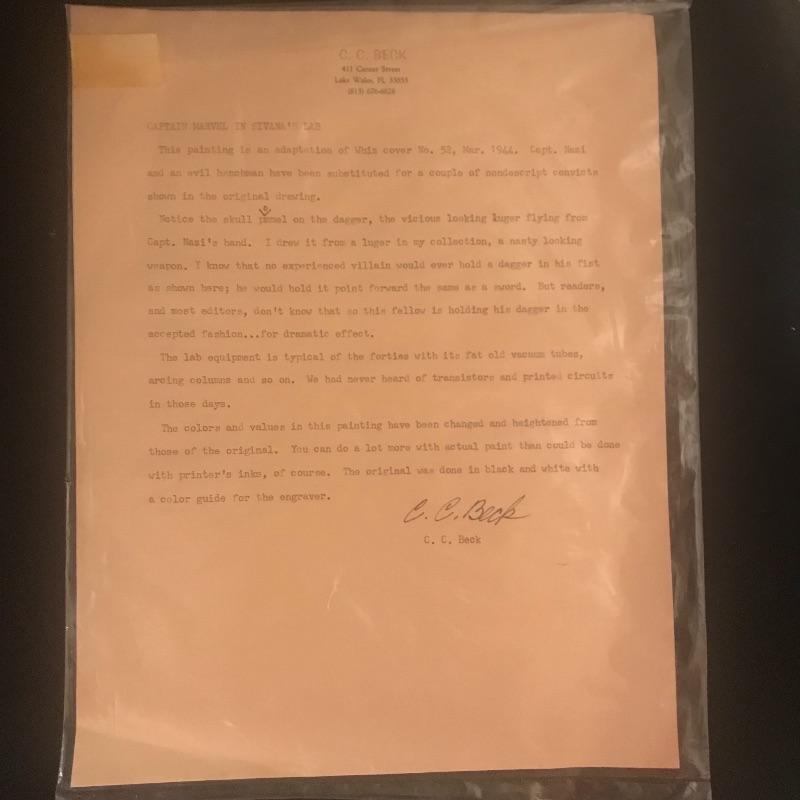 C. C. BECK
411 Corner Street
Lake Wales, FL 33853
(813) 676-6828
CAPTAIN MARVEL IN SIVANA'S LAB
This painting is an adaptation of Whiz cover No. 52, Mar. 1944. Capt. Nazi
and an evil henchman have been substituted for a couple of nondescript convicts
shown in the original drawing.
Notice the skull on the dagger, the vicious looking luger flying from
Capt. Nazi's hand. I drew it from a luger in my collection, a nasty looking
weapon. I know that no experienced villain would ever hold a dagger in his fist
as shown here; he would hold it point forward the same as a sword. But readers,
and most editors, don't know that so this fellow is holding his dagger in the
accepted fashion...for dramatic effect.
The lab equipment is typical of the forties with its fat old vacuum tubes,
arcing columns and so on. We had never heard of transistors and printed circuits
in those days.
The colors and values in this painting have been changed and heightened from
those of the original. You can do a lot more with actual paint than could be done
with printer's inks, of course. The original was done in black and white with
a color guide for the engraver.
C. C. Beck
C. C. Beck